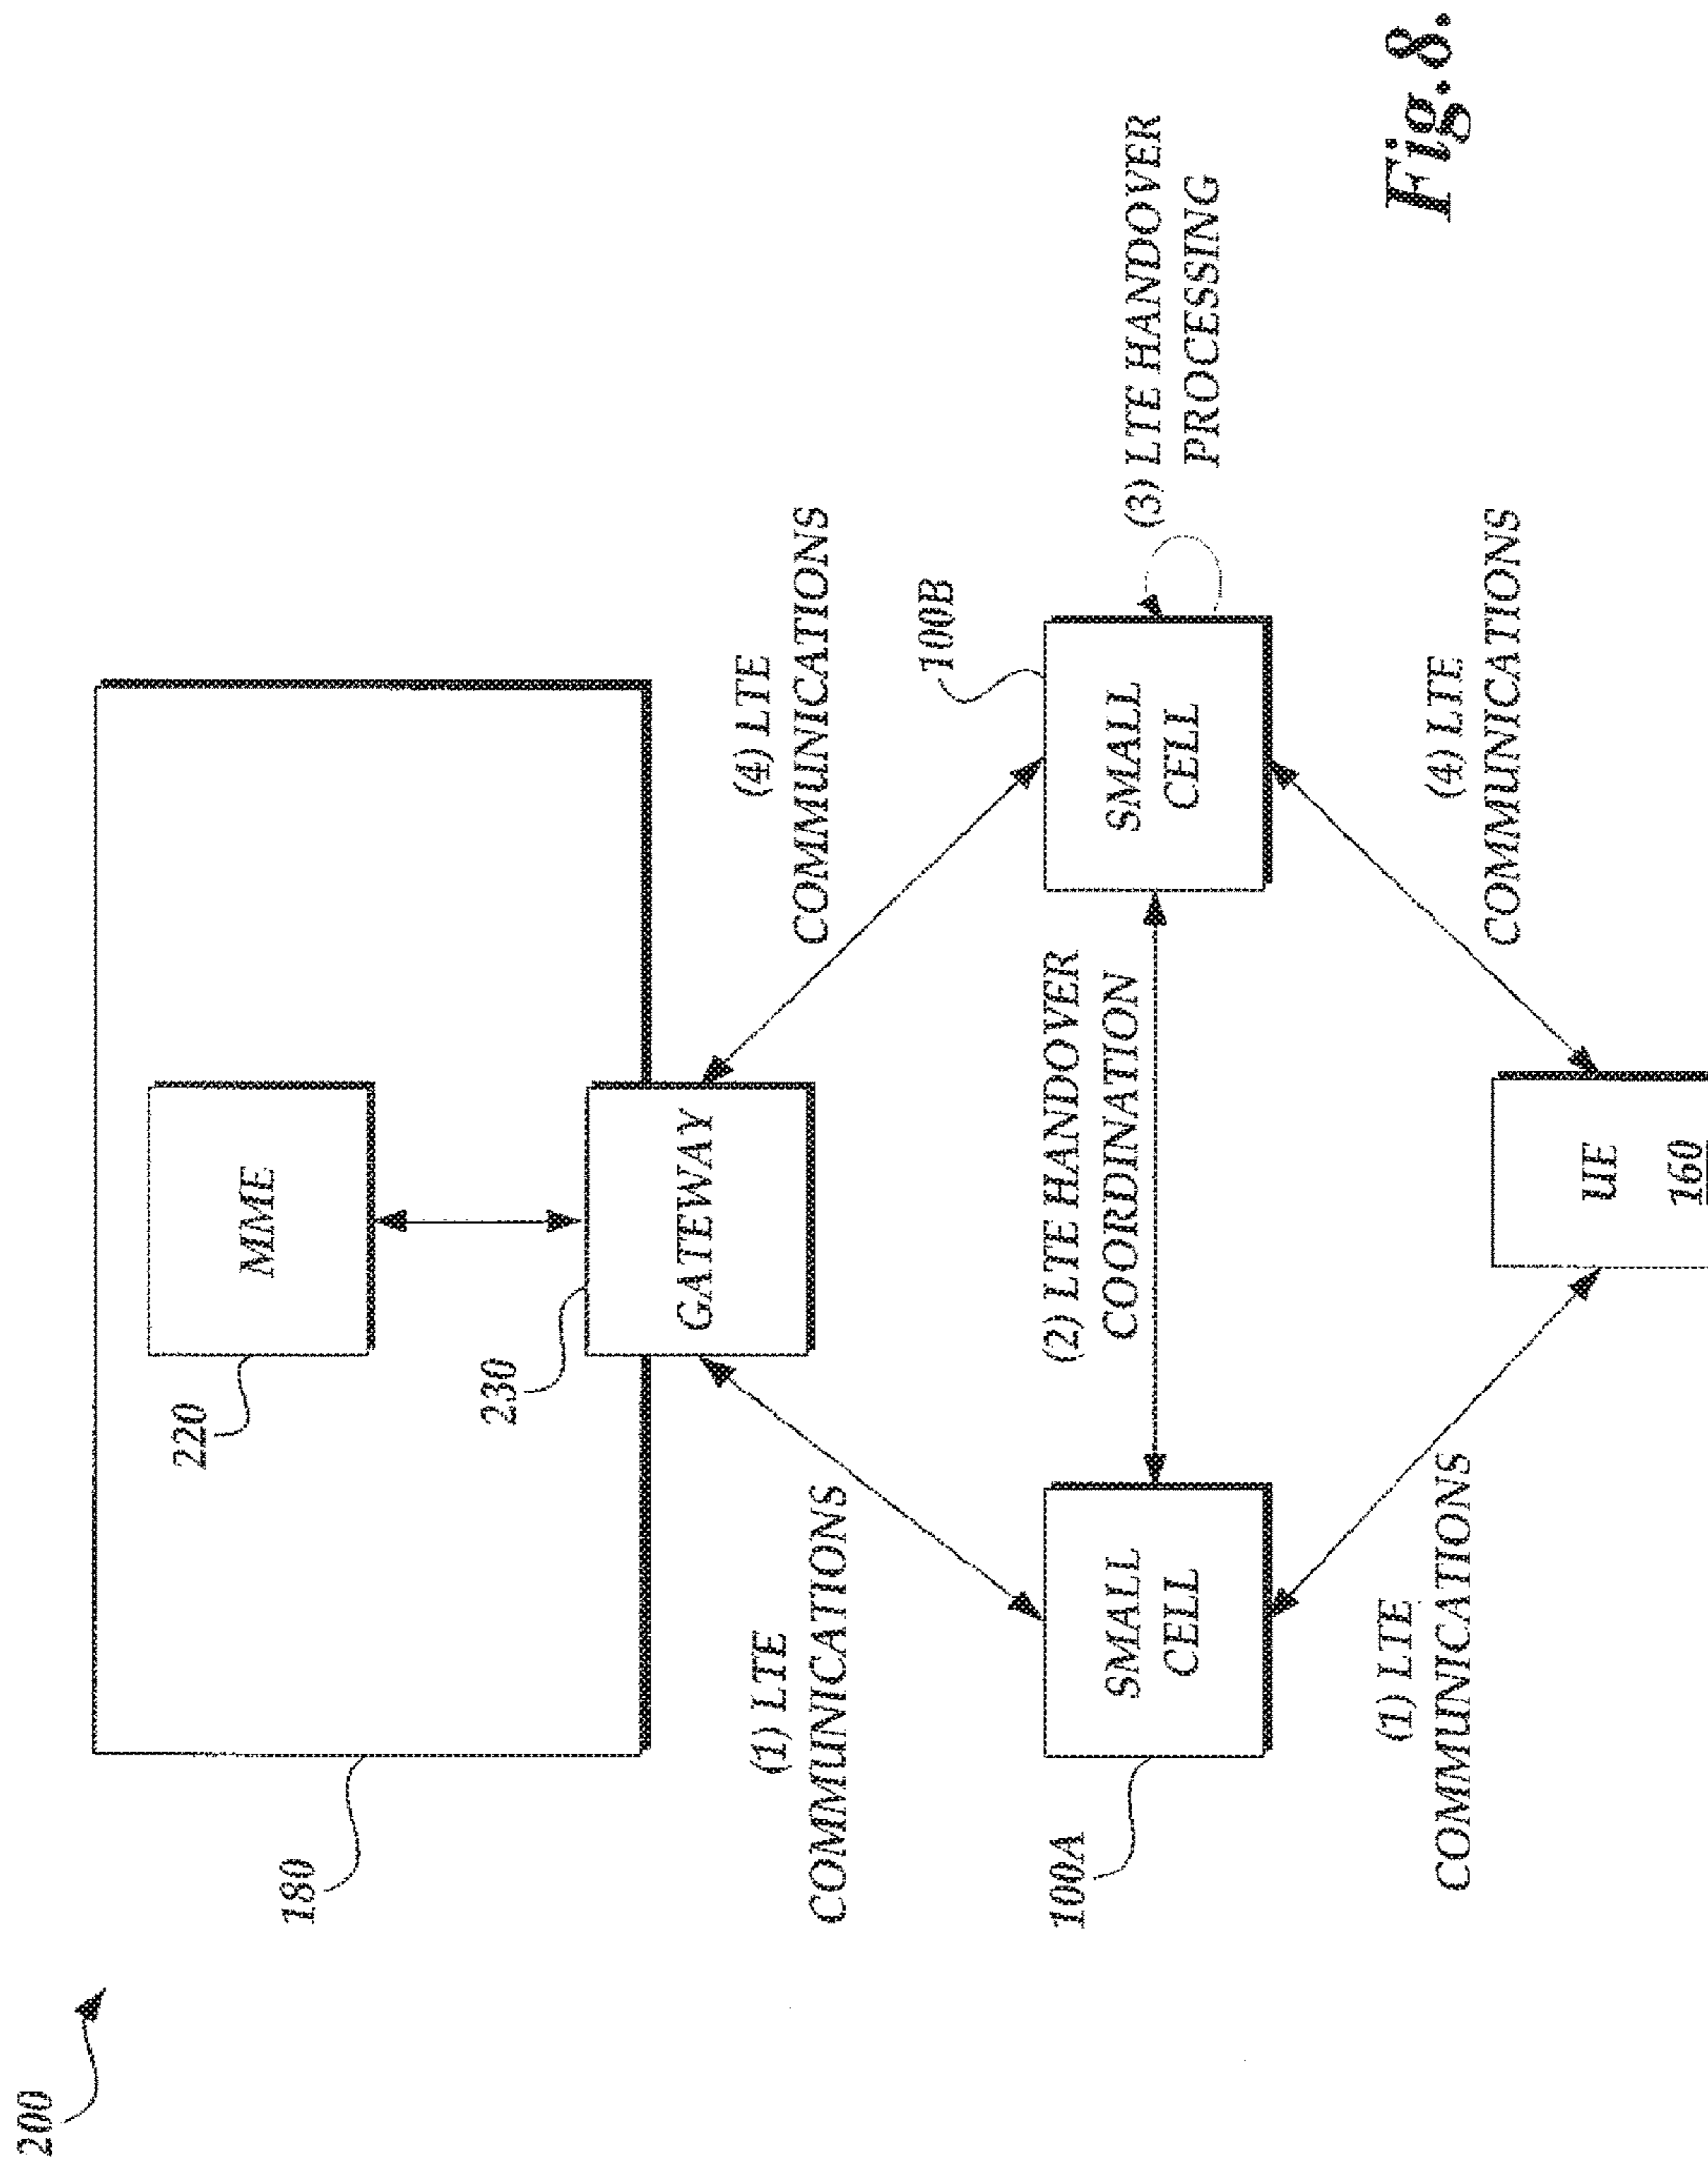 200
180
220
MME
230
GATEWAY
(1) LTE
COMMUNICATIONS
(4) LTE
COMMUNICATIONS
100A
SMALL
CELL
(2) LTE HANDOVER
COORDINATION
100B
SMALL
CELL
(3) LTE HANDOVER
PROCESSING
(1) LTE
COMMUNICATIONS
(4) LTE
COMMUNICATIONS
UE
160
Fig.8.